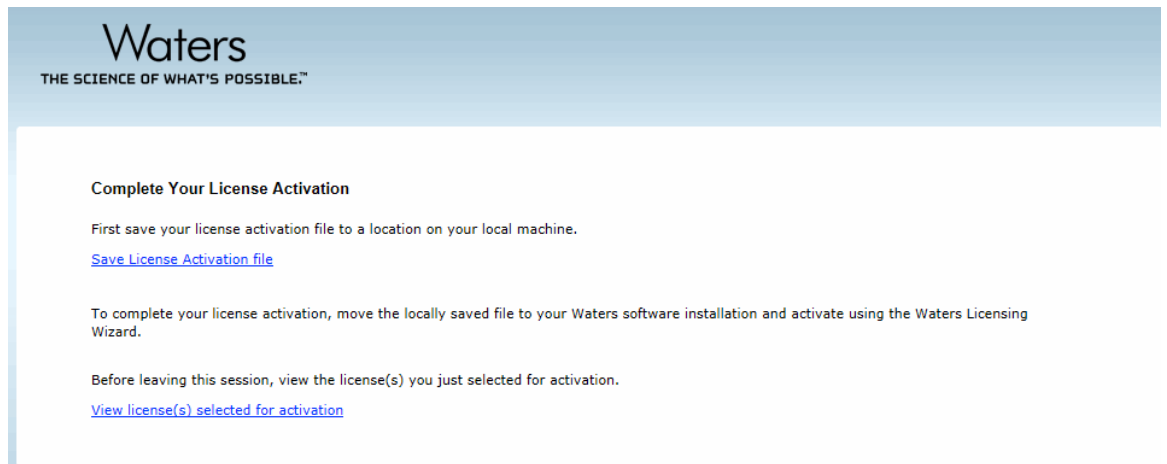 Waters
THE SCIENCE OF WHAT'S POSSIBLE.™
Complete Your License Activation
First save your license activation file to a location on your local machine.
Save License Activation file
To complete your license activation, move the locally saved file to your Waters software installation and activate using the Waters Licensing
Wizard.
Before leaving this session, view the license(s) you just selected for activation.
View license(s) selected for activation